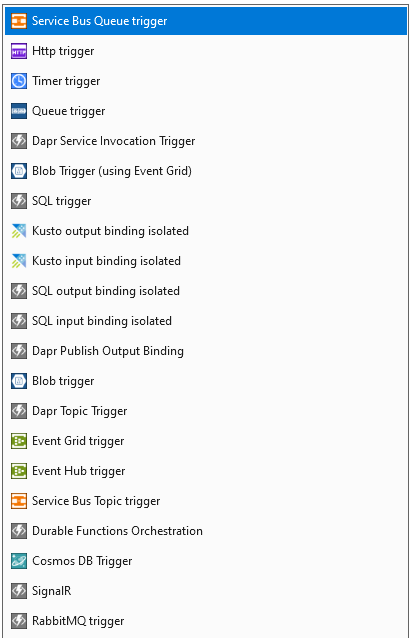 Service Bus Queue trigger
HTTP Http trigger
Timer trigger
Queue trigger
Dapr Service Invocation Trigger
Blob Trigger (using Event Grid)
SQL trigger
Kusto output binding isolated
Kusto input binding isolated
SQL output binding isolated
SQL input binding isolated
Dapr Publish Output Binding
Blob trigger
Dapr Topic Trigger
Event Grid trigger
Event Hub trigger
Service Bus Topic trigger
Durable Functions Orchestration
Cosmos DB Trigger
SignalR
RabbitMQ trigger